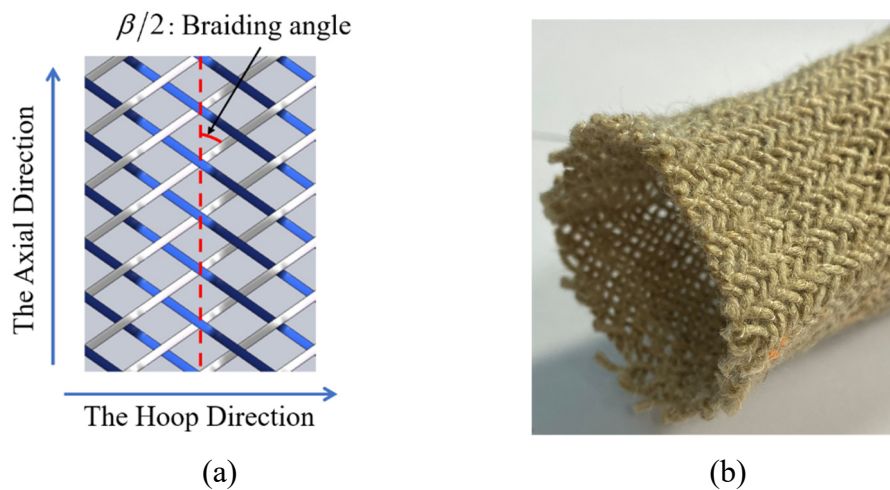 β/2: Braiding angle
The Axial Direction
The Hoop Direction
(a)
(b)